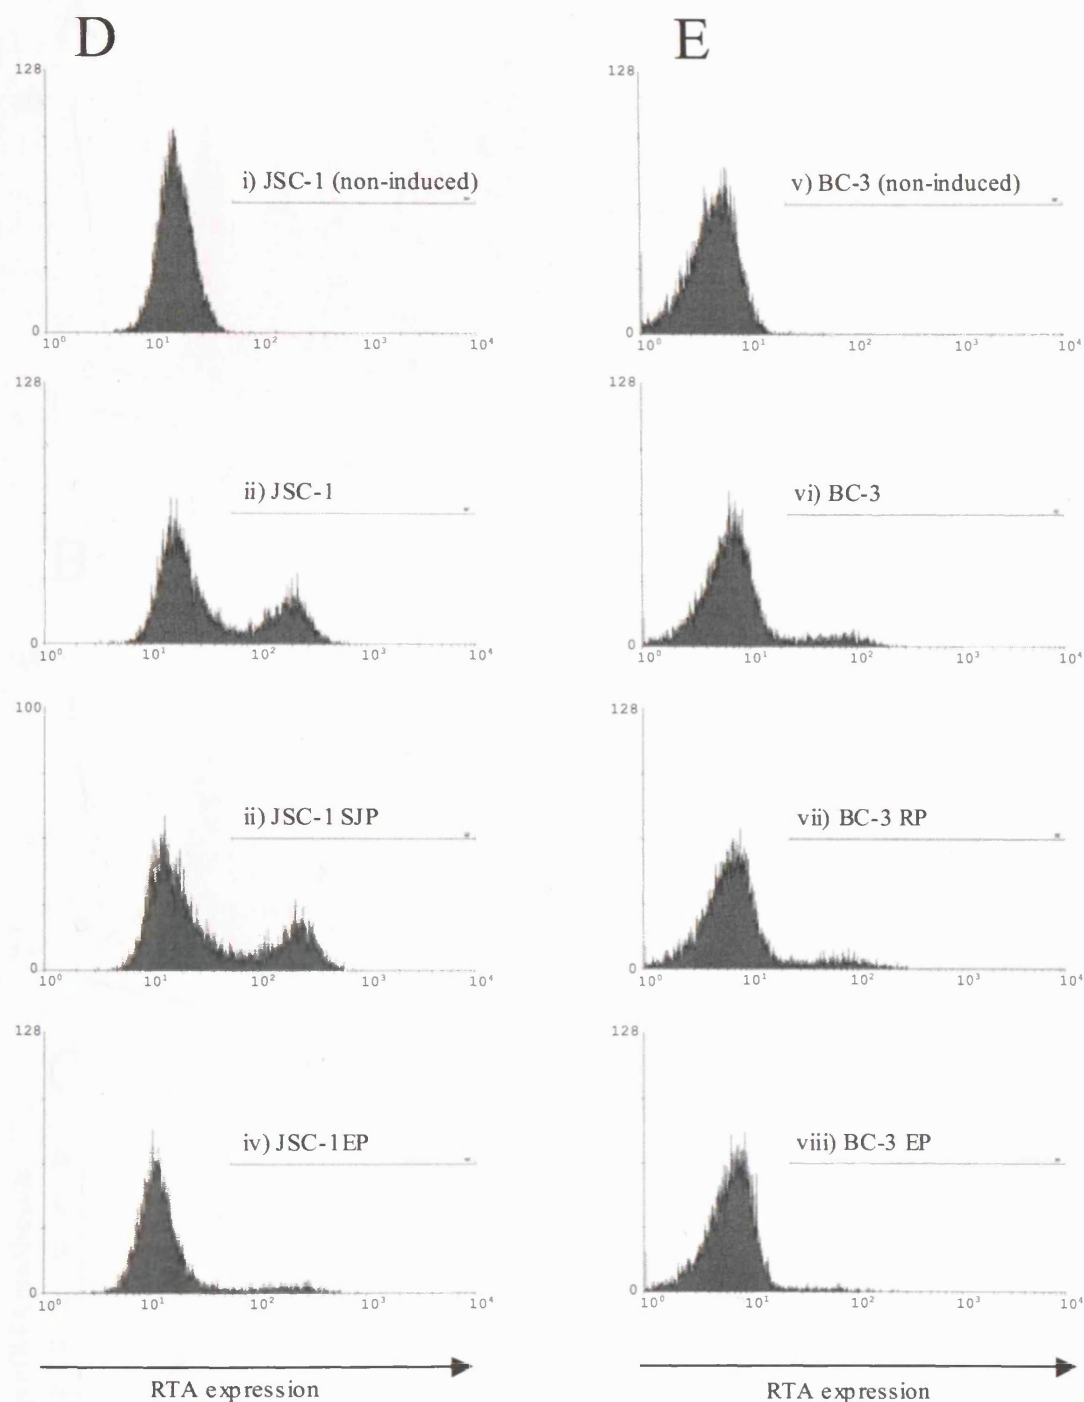 D
128
i) JSC-1 (non-induced)
0
10⁰ 10¹ 10² 10³ 10⁴
128
ii) JSC-1
0
10⁰ 10¹ 10² 10³ 10⁴
100
ii) JSC-1 SJP
0
10⁰ 10¹ 10² 10³ 10⁴
128
iv) JSC-1EP
0
10⁰ 10¹ 10² 10³ 10⁴
RTA expression
E
128
v) BC-3 (non-induced)
0
10⁰ 10¹ 10² 10³ 10⁴
128
vi) BC-3
0
10⁰ 10¹ 10² 10³ 10⁴
128
vii) BC-3 RP
0
10⁰ 10¹ 10² 10³ 10⁴
128
viii) BC-3 EP
0
10⁰ 10¹ 10² 10³ 10⁴
RTA expression